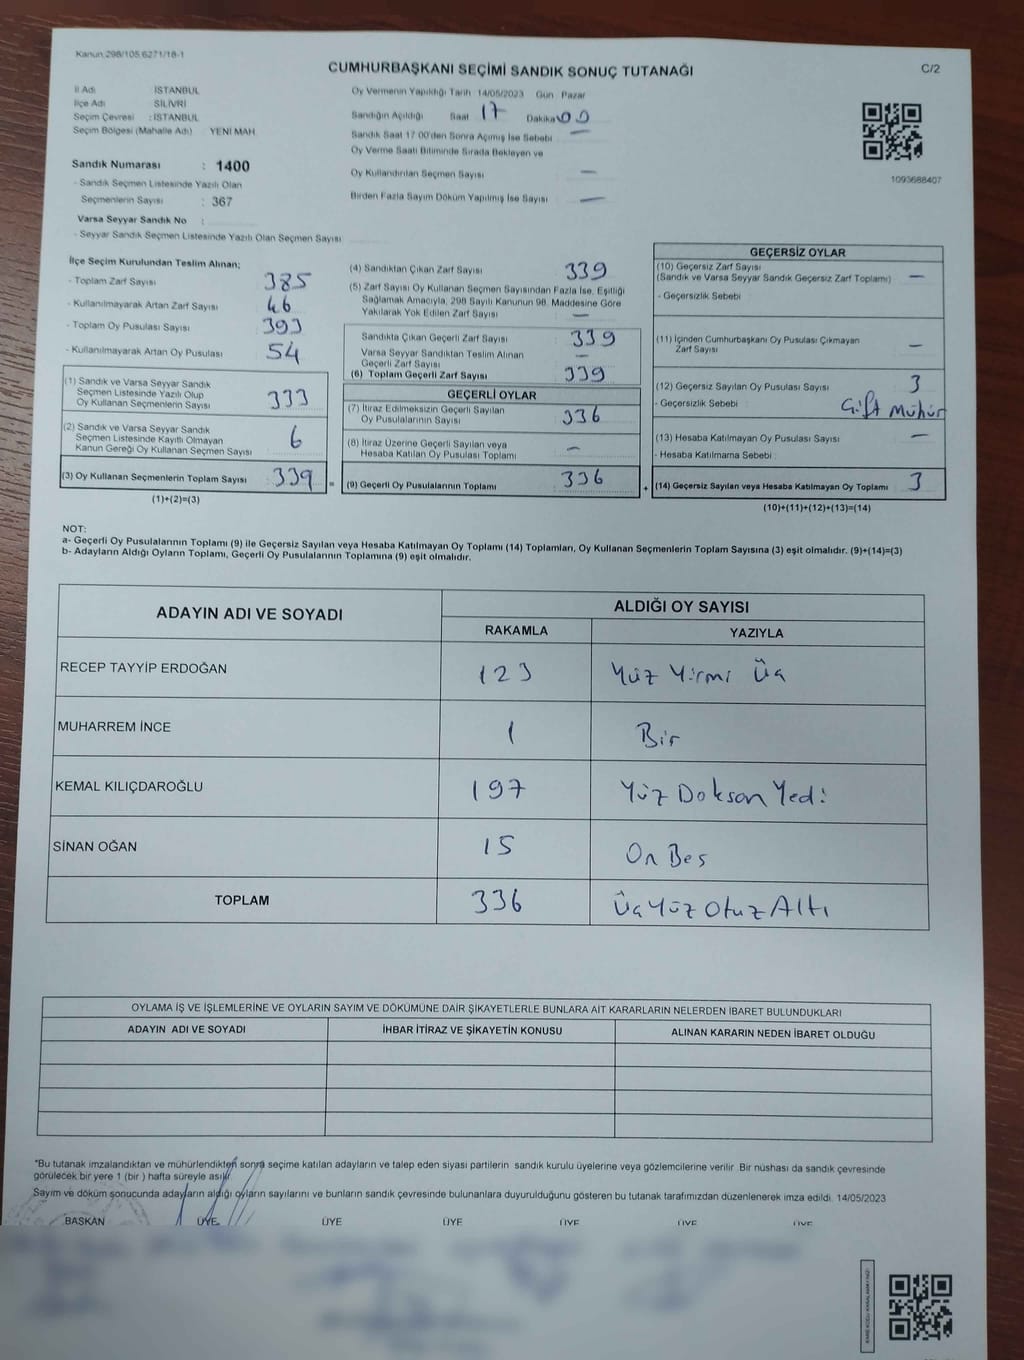 Kanun 298/105,6271/18-1
CUMHURBAŞKANI SEÇİMİ SANDIK SONUÇ TUTANAĞI
C/2
İl Adı İSTANBUL
İlçe Adı SİLİVRİ
Seçim Çevresi : İSTANBUL
Seçim Bölgesi (Mahalle Adı) YENİ MAH.
Sandık Numarası : 1400
- Sandık Seçmen Listesinde Yazılı Olan
Seçmenlerin Sayısı : 367
Varsa Seyyar Sandık No :
- Seyyar Sandık Seçmen Listesinde Yazılı Olan Seçmen Sayısı
Oy Vermenin Yapıldığı Tarih 14/05/2023 Gün Pazar
Sandığın Açıldığı Saat 17 Dakika 00
Sandık Saat 17 00'den Sonra Açılmış İse Sebebi —
Oy Verme Saati Bitiminde Sırada Bekleyen ve
Oy Kullandırılan Seçmen Sayısı —
Birden Fazla Sayım Döküm Yapılmış İse Sayısı —
1093688407
İlçe Seçim Kurulundan Teslim Alınan;
- Toplam Zarf Sayısı 385
- Kullanılmayarak Artan Zarf Sayısı 46
- Toplam Oy Pusulası Sayısı 393
- Kullanılmayarak Artan Oy Pusulası 54
(1) Sandık ve Varsa Seyyar Sandık
Seçmen Listesinde Yazılı Olup
Oy Kullanan Seçmenlerin Sayısı 333
(2) Sandık ve Varsa Seyyar Sandık
Seçmen Listesinde Kayıtlı Olmayan
Kanun Gereği Oy Kullanan Seçmen Sayısı 6
(3) Oy Kullanan Seçmenlerin Toplam Sayısı : 339 =
(1)+(2)=(3)
(4) Sandıktan Çıkan Zarf Sayısı 339
(5) Zarf Sayısı Oy Kullanan Seçmen Sayısından Fazla İse, Eşitliği
Sağlamak Amacıyla, 298 Sayılı Kanunun 98. Maddesine Göre
Yakılarak Yok Edilen Zarf Sayısı —
Sandıkta Çıkan Geçerli Zarf Sayısı 339
Varsa Seyyar Sandıktan Teslim Alınan
Geçerli Zarf Sayısı —
(6) Toplam Geçerli Zarf Sayısı 339
GEÇERLİ OYLAR
(7) İtiraz Edilmeksizin Geçerli Sayılan
Oy Pusulalarının Sayısı 336
(8) İtiraz Üzerine Geçerli Sayılan veya
Hesaba Katılan Oy Pusulası Toplamı —
(9) Geçerli Oy Pusulalarının Toplamı 336 +
GEÇERSİZ OYLAR
(10) Geçersiz Zarf Sayısı
(Sandık ve Varsa Seyyar Sandık Geçersiz Zarf Toplamı) —
- Geçersizlik Sebebi
(11) İçinden Cumhurbaşkanı Oy Pusulası Çıkmayan
Zarf Sayısı —
(12) Geçersiz Sayılan Oy Pusulası Sayısı 3
- Geçersizlik Sebebi Çift Mühür
(13) Hesaba Katılmayan Oy Pusulası Sayısı —
- Hesaba Katılmama Sebebi
(14) Geçersiz Sayılan veya Hesaba Katılmayan Oy Toplamı 3
(10)+(11)+(12)+(13)=(14)
NOT:
a- Geçerli Oy Pusulalarının Toplamı (9) ile Geçersiz Sayılan veya Hesaba Katılmayan Oy Toplamı (14) Toplamları, Oy Kullanan Seçmenlerin Toplam Sayısına (3) eşit olmalıdır. (9)+(14)=(3)
b- Adayların Aldığı Oyların Toplamı, Geçerli Oy Pusulalarının Toplamına (9) eşit olmalıdır.
ADAYIN ADI VE SOYADI ALDIĞI OY SAYISI
RAKAMLA YAZIYLA
RECEP TAYYİP ERDOĞAN 123 Yüz Yirmi Üç
MUHARREM İNCE 1 Bir
KEMAL KILIÇDAROĞLU 197 Yüz Doksan Yedi
SİNAN OĞAN 15 On Beş
TOPLAM 336 Üç Yüz Otuz Altı
OYLAMA İŞ VE İŞLEMLERİNE VE OYLARIN SAYIM VE DÖKÜMÜNE DAİR ŞİKAYETLERLE BUNLARA AİT KARARLARIN NELERDEN İBARET BULUNDUKLARI
ADAYIN ADI VE SOYADI İHBAR İTİRAZ VE ŞİKAYETİN KONUSU ALINAN KARARIN NEDEN İBARET OLDUĞU
*Bu tutanak imzalandıktan ve mühürlendikten sonra seçime katılan adayların ve talep eden siyasi partilerin sandık kurulu üyelerine veya gözlemcilerine verilir. Bir nüshası da sandık çevresinde
görülecek bir yere 1 (bir ) hafta süreyle asılır.
Sayım ve döküm sonucunda adayların aldığı oyların sayılarını ve bunların sandık çevresinde bulunanlara duyurulduğunu gösteren bu tutanak tarafımızdan düzenlenerek imza edildi. 14/05/2023
BAŞKAN ÜYE ÜYE ÜYE ÜYE ÜYE ÜYE